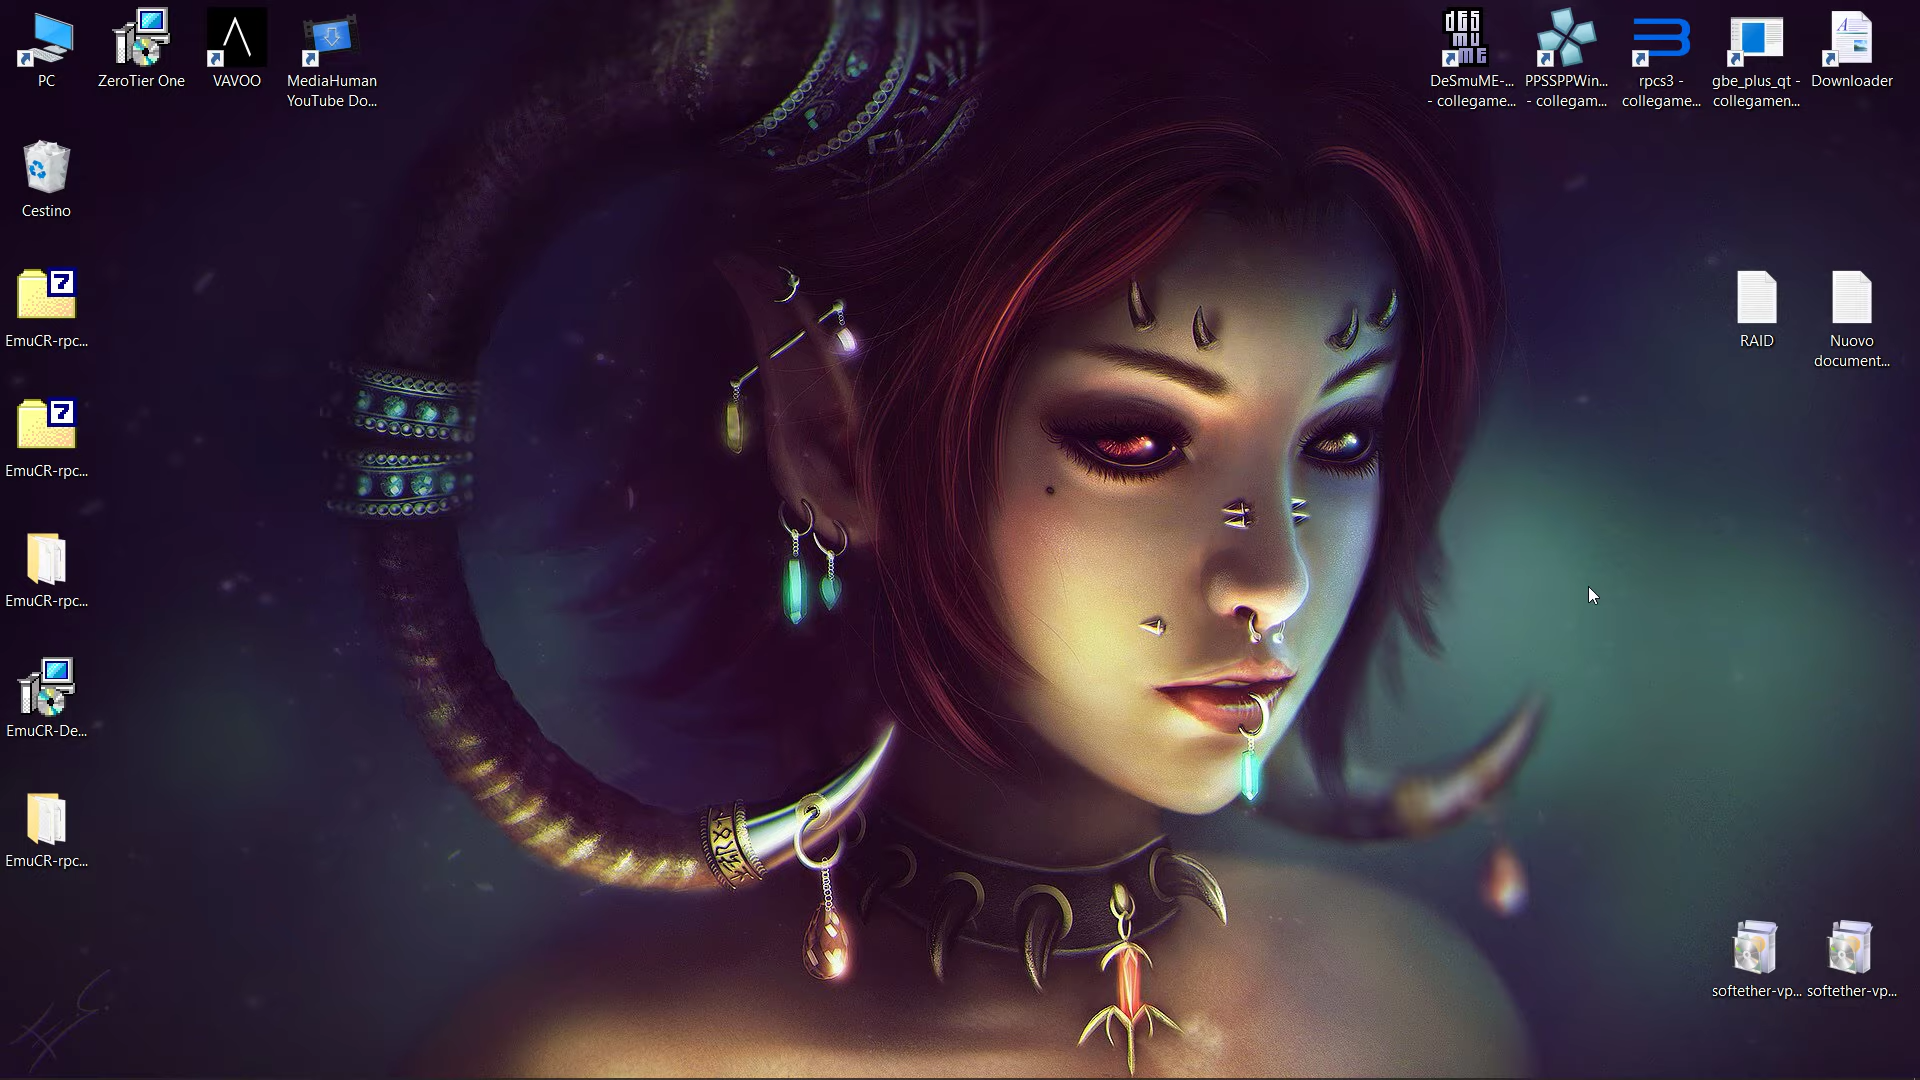 PC
ZeroTier One
VAVOO
MediaHuman
YouTube Do...
DeSmuME-...
- collegame...
PPSSPPWin...
- collegam...
rpcs3 -
collegame...
gbe_plus_qt -
collegamen...
Downloader
Cestino
EmuCR-rpc...
RAID
Nuovo
document...
EmuCR-rpc...
EmuCR-rpc...
EmuCR-De...
EmuCR-rpc...
softether-vp...
softether-vp...